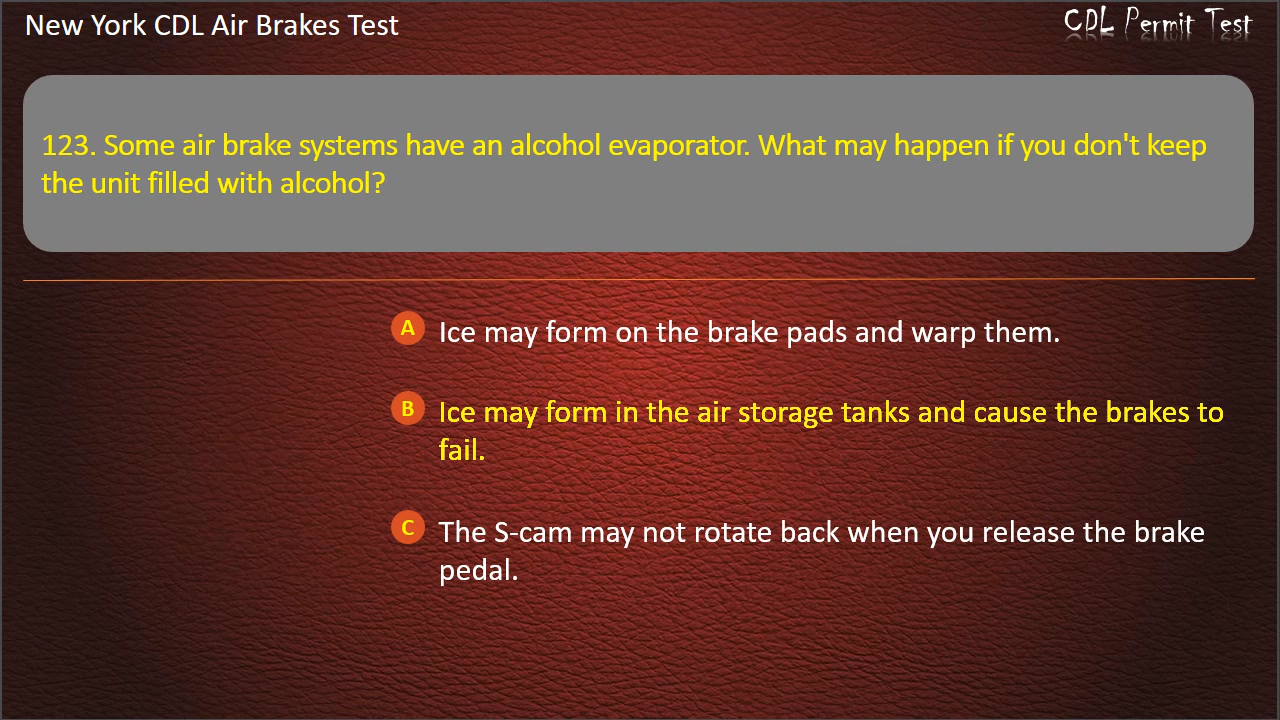 New York CDL Air Brakes Test
CDL Permit Test
123. Some air brake systems have an alcohol evaporator. What may happen if you don't keep
the unit filled with alcohol?
A Ice may form on the brake pads and warp them.
B Ice may form in the air storage tanks and cause the brakes to
fail.
C The S-cam may not rotate back when you release the brake
pedal.